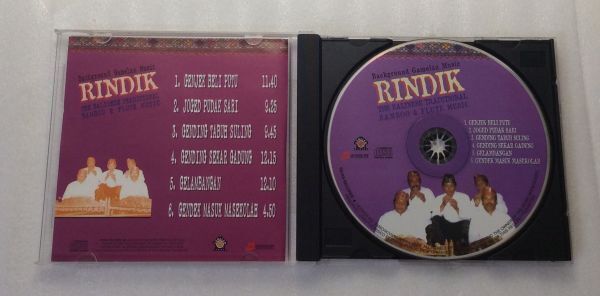 Background Gamelan Music
RINDIK
THE BALINESE TRADITIONAL
BAMBOO & FLUTE MUSIC
1. GENJEK BELI PUTU 11.40
2. JOGED PUDAK SARI 9.25
3. GENDING TABUH SULING 9.45
4. GENDING SEKAR GADUNG 12.15
5. GELAMBANGAN 12.10
6. GENDEK MASUK MASEKOLAH 4.50
Background Gamelan Music
RINDIK
THE BALINESE TRADITIONAL
BAMBOO & FLUTE MUSIC
1. GENJEK BELI PUTU
2. JOGED PUDAK SARI
3. GENDING TABUH SULING
4. GENDING SEKAR GADUNG
5. GELAMBANGAN
6. GENDEK MASUK MASEKOLAH